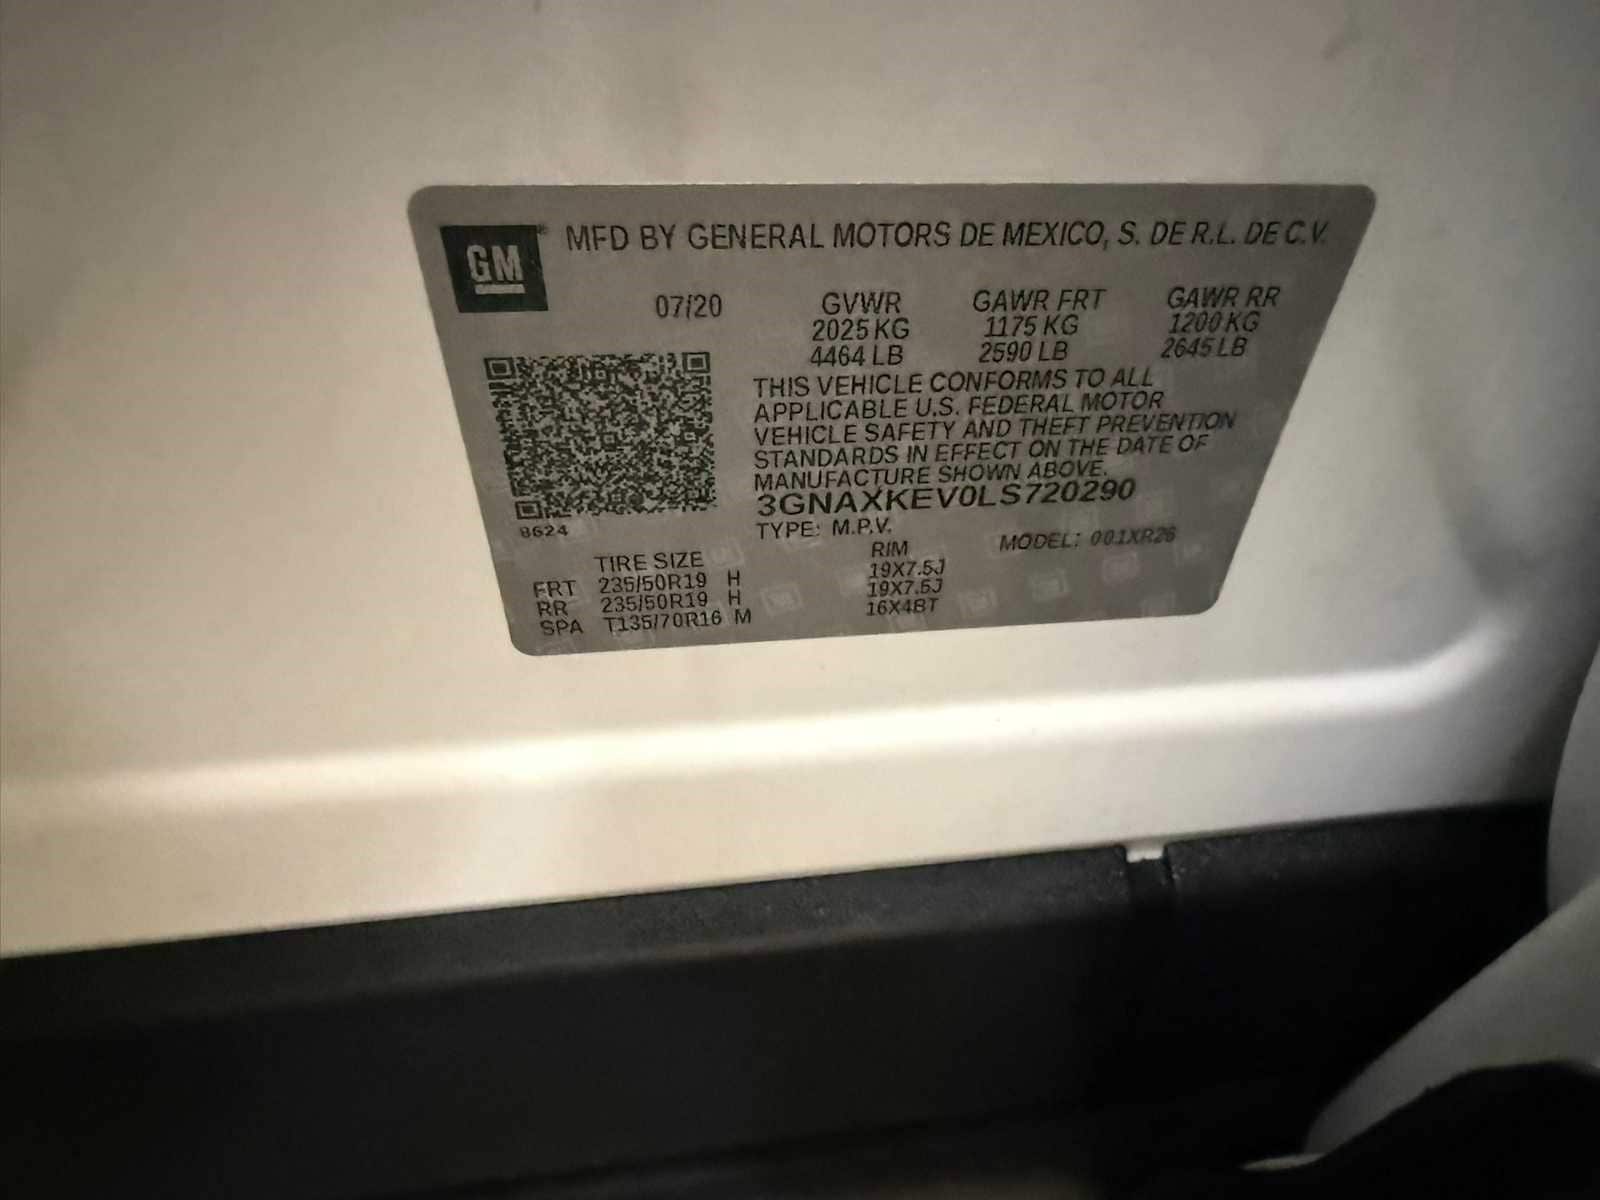 GM® MFD BY GENERAL MOTORS DE MEXICO, S. DE R.L. DE C.V.
07/20 GVWR GAWR FRT GAWR RR
2025 KG 1175 KG 1200 KG
4464 LB 2590 LB 2645 LB
THIS VEHICLE CONFORMS TO ALL
APPLICABLE U.S. FEDERAL MOTOR
VEHICLE SAFETY AND THEFT PREVENTION
STANDARDS IN EFFECT ON THE DATE OF
MANUFACTURE SHOWN ABOVE.
3GNAXKEV0LS720290
8624 TYPE: M.P.V. MODEL: 001XR26
TIRE SIZE RIM
FRT 235/50R19 H 19X7.5J
RR 235/50R19 H 19X7.5J
SPA T135/70R16 M 16X4BT